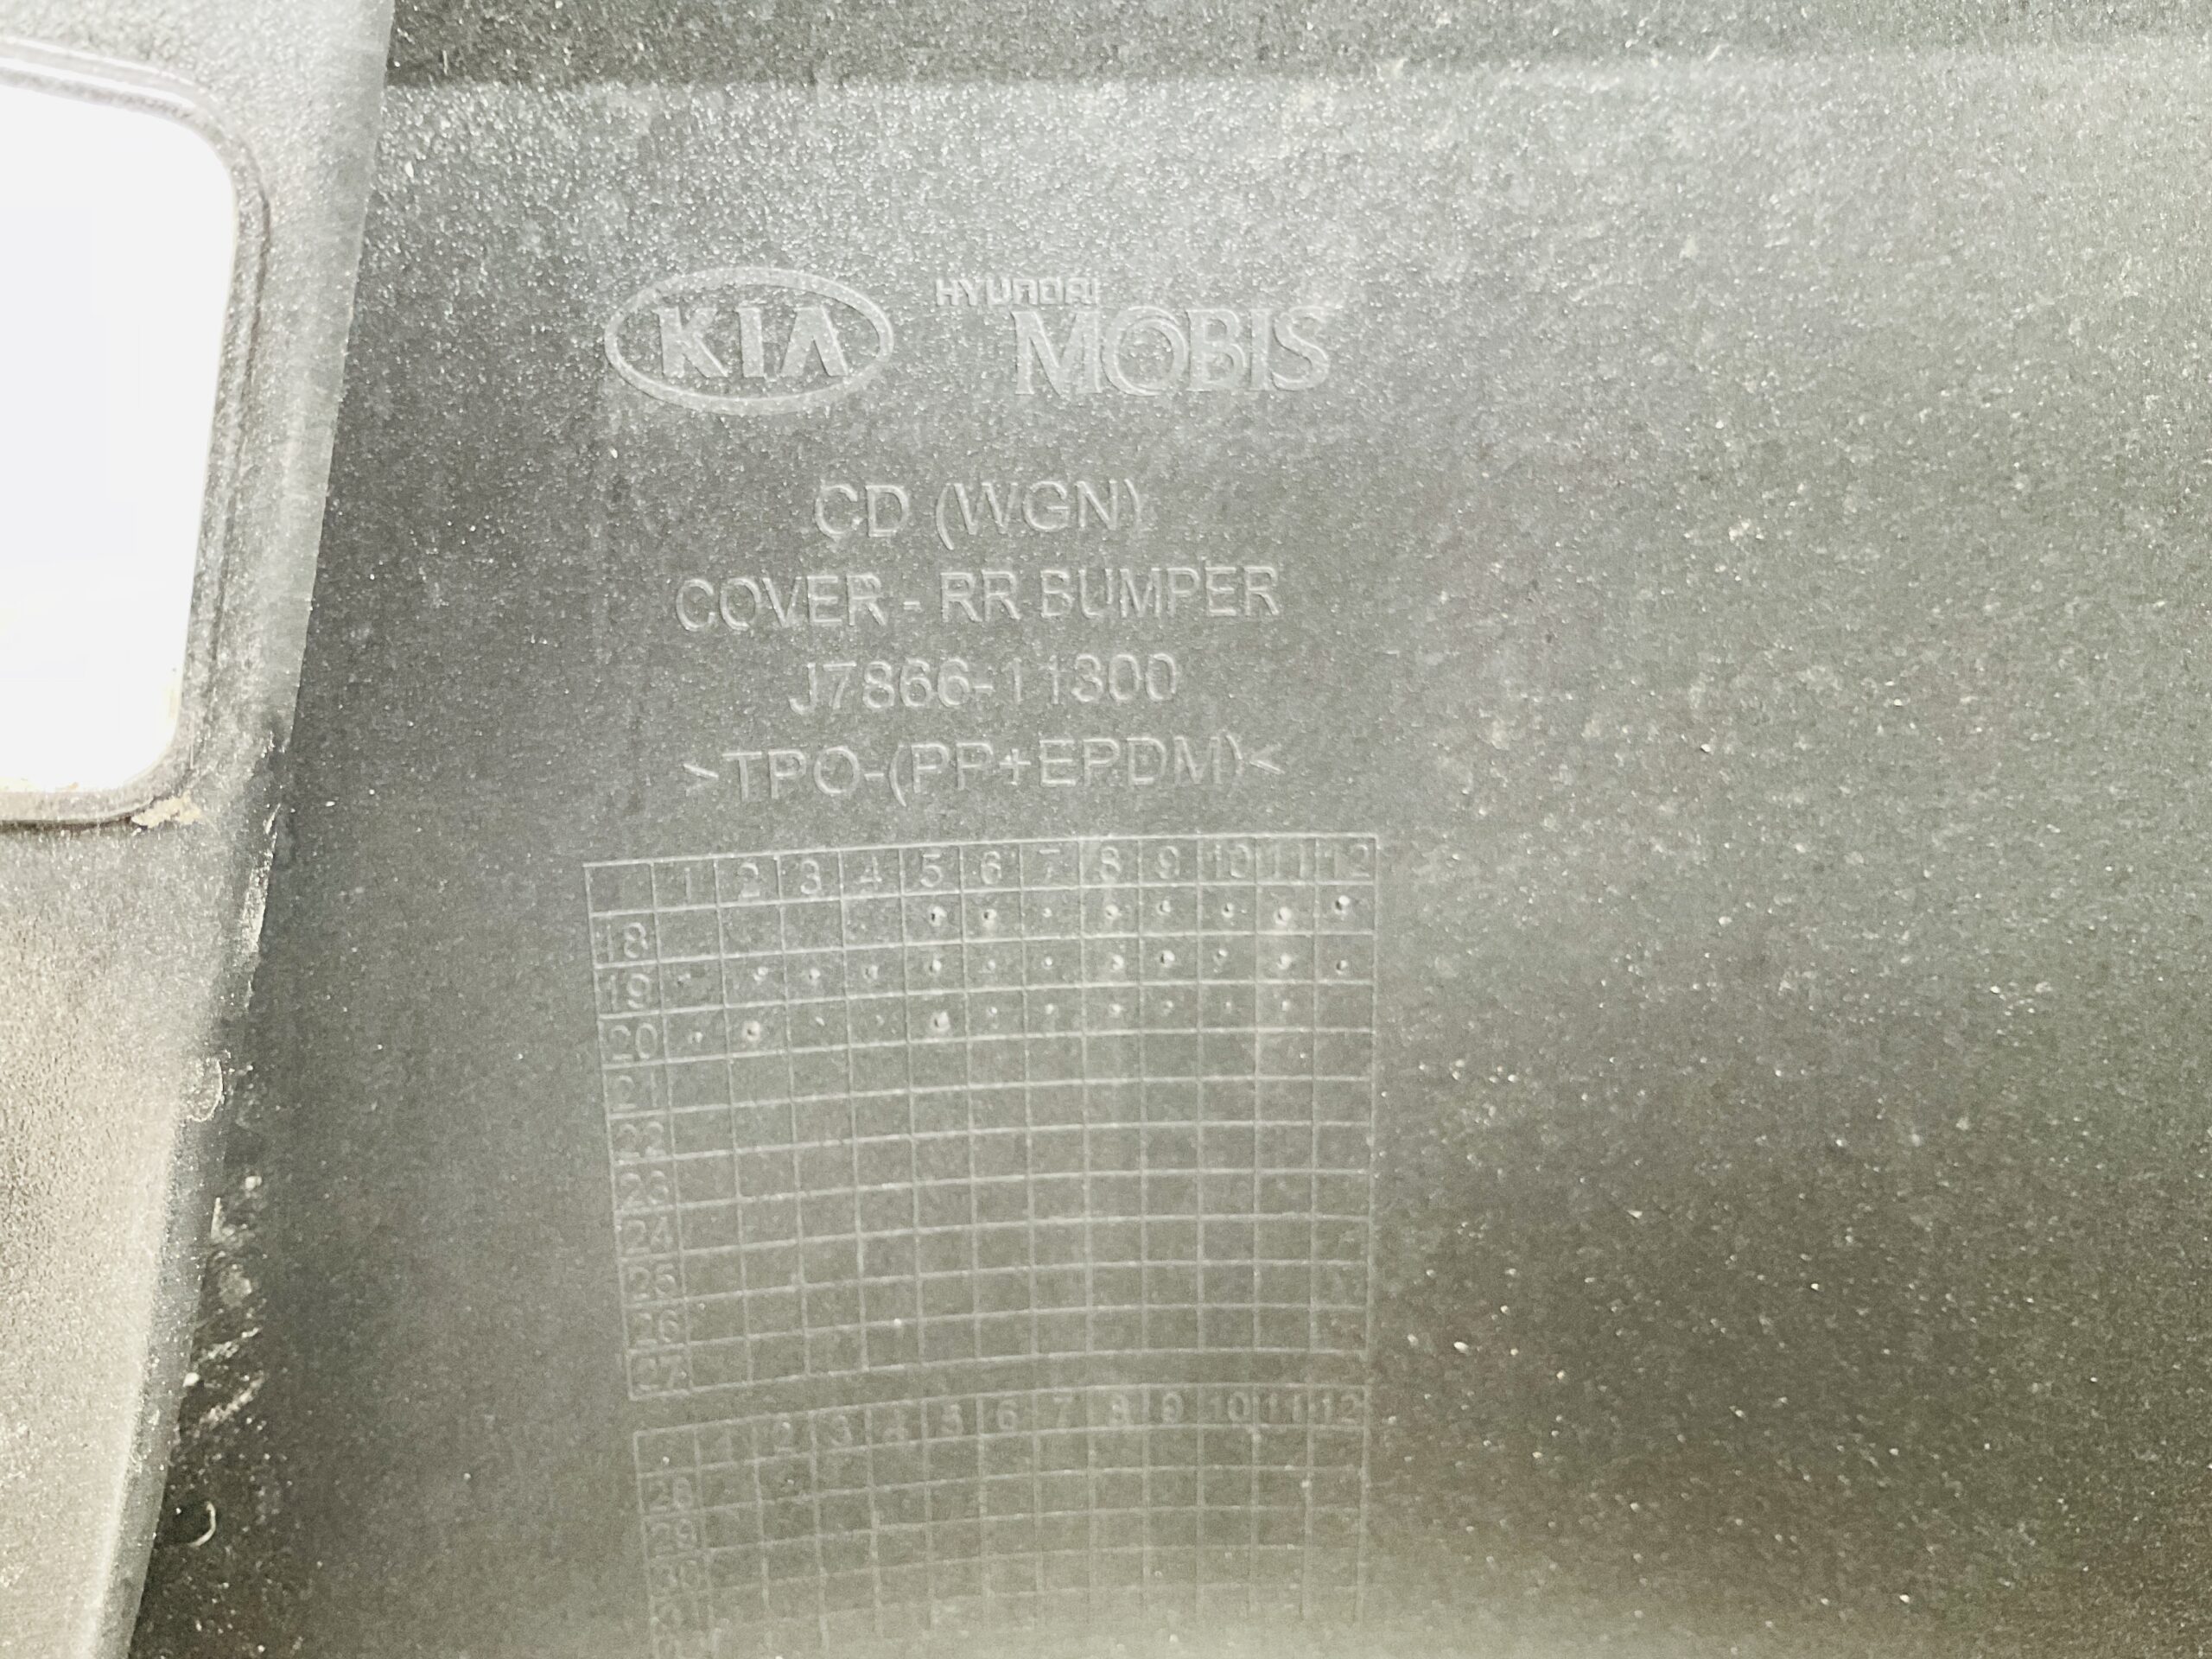 KIA HYUNDAI MOBIS
CD (WGN)
COVER - RR BUMPER
J7866-11300
>TPO-(PP+EPDM)<
1 2 3 4 5 6 7 8 9 10 11 12
18
19
20
21
22
23
24
25
26
27
1 2 3 4 5 6 7 8 9 10 11 12
28
29
30